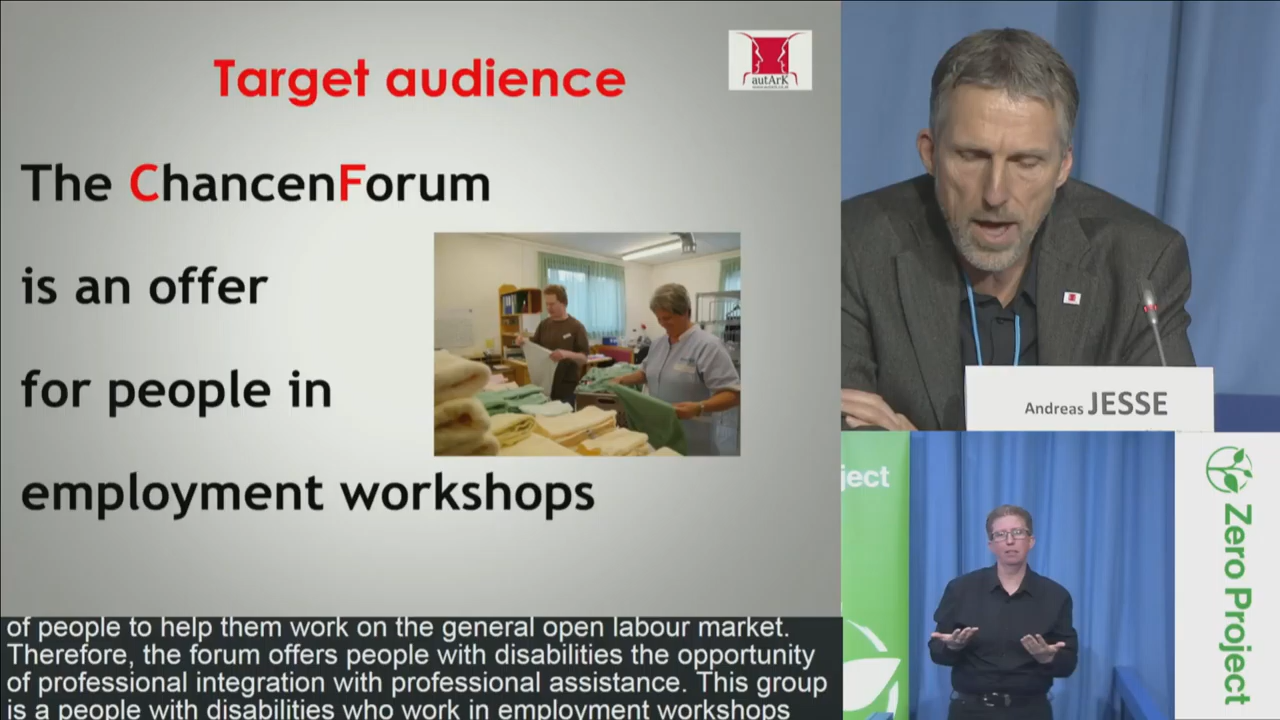 Target audience
autArK
The ChancenForum
is an offer
for people in
employment workshops
of people to help them work on the general open labour market.
Therefore, the forum offers people with disabilities the opportunity
of professional integration with professional assistance. This group
is a people with disabilities who work in employment workshops
Andreas JESSE
ject
Zero Project